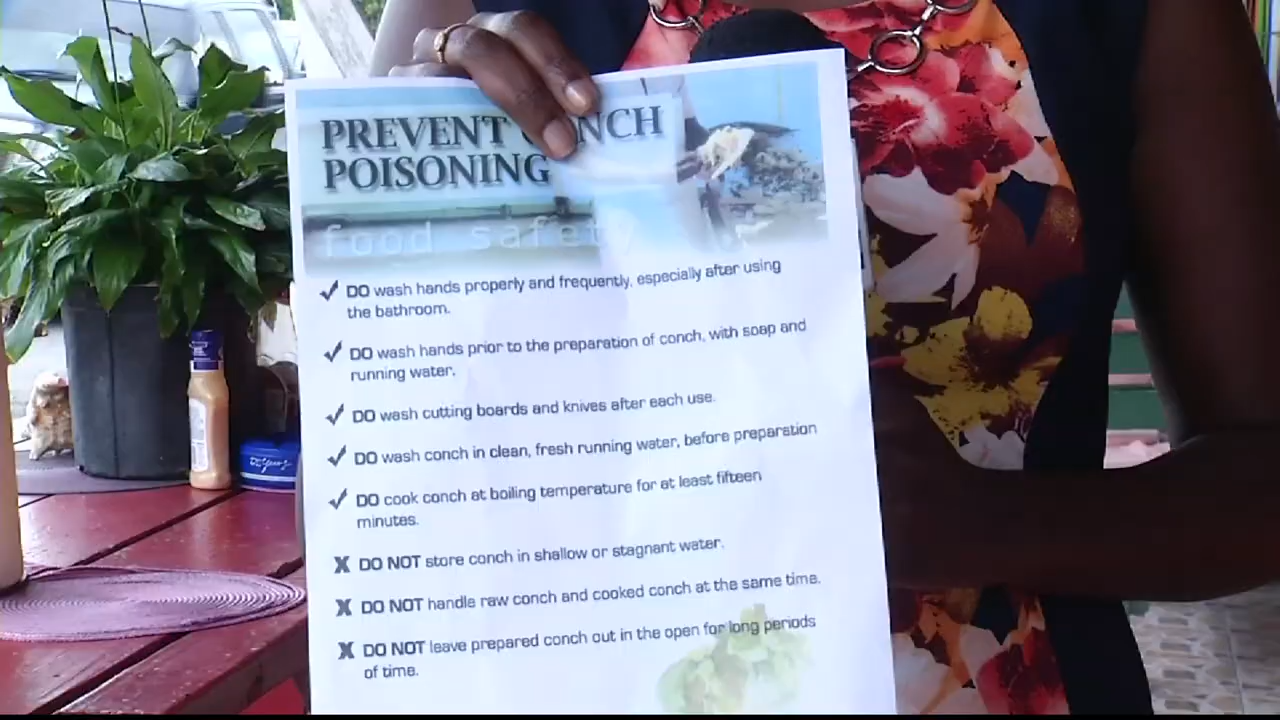 PREVENT NCH
POISONING
food safety
✓ DO wash hands properly and frequently, especially after using
the bathroom.
✓ DO wash hands prior to the preparation of conch, with soap and
running water.
✓ DO wash cutting boards and knives after each use.
✓ DO wash conch in clean, fresh running water, before preparation
✓ DO cook conch at boiling temperature for at least fifteen
minutes.
X DO NOT store conch in shallow or stagnant water.
X DO NOT handle raw conch and cooked conch at the same time.
X DO NOT leave prepared conch out in the open for long periods
of time.